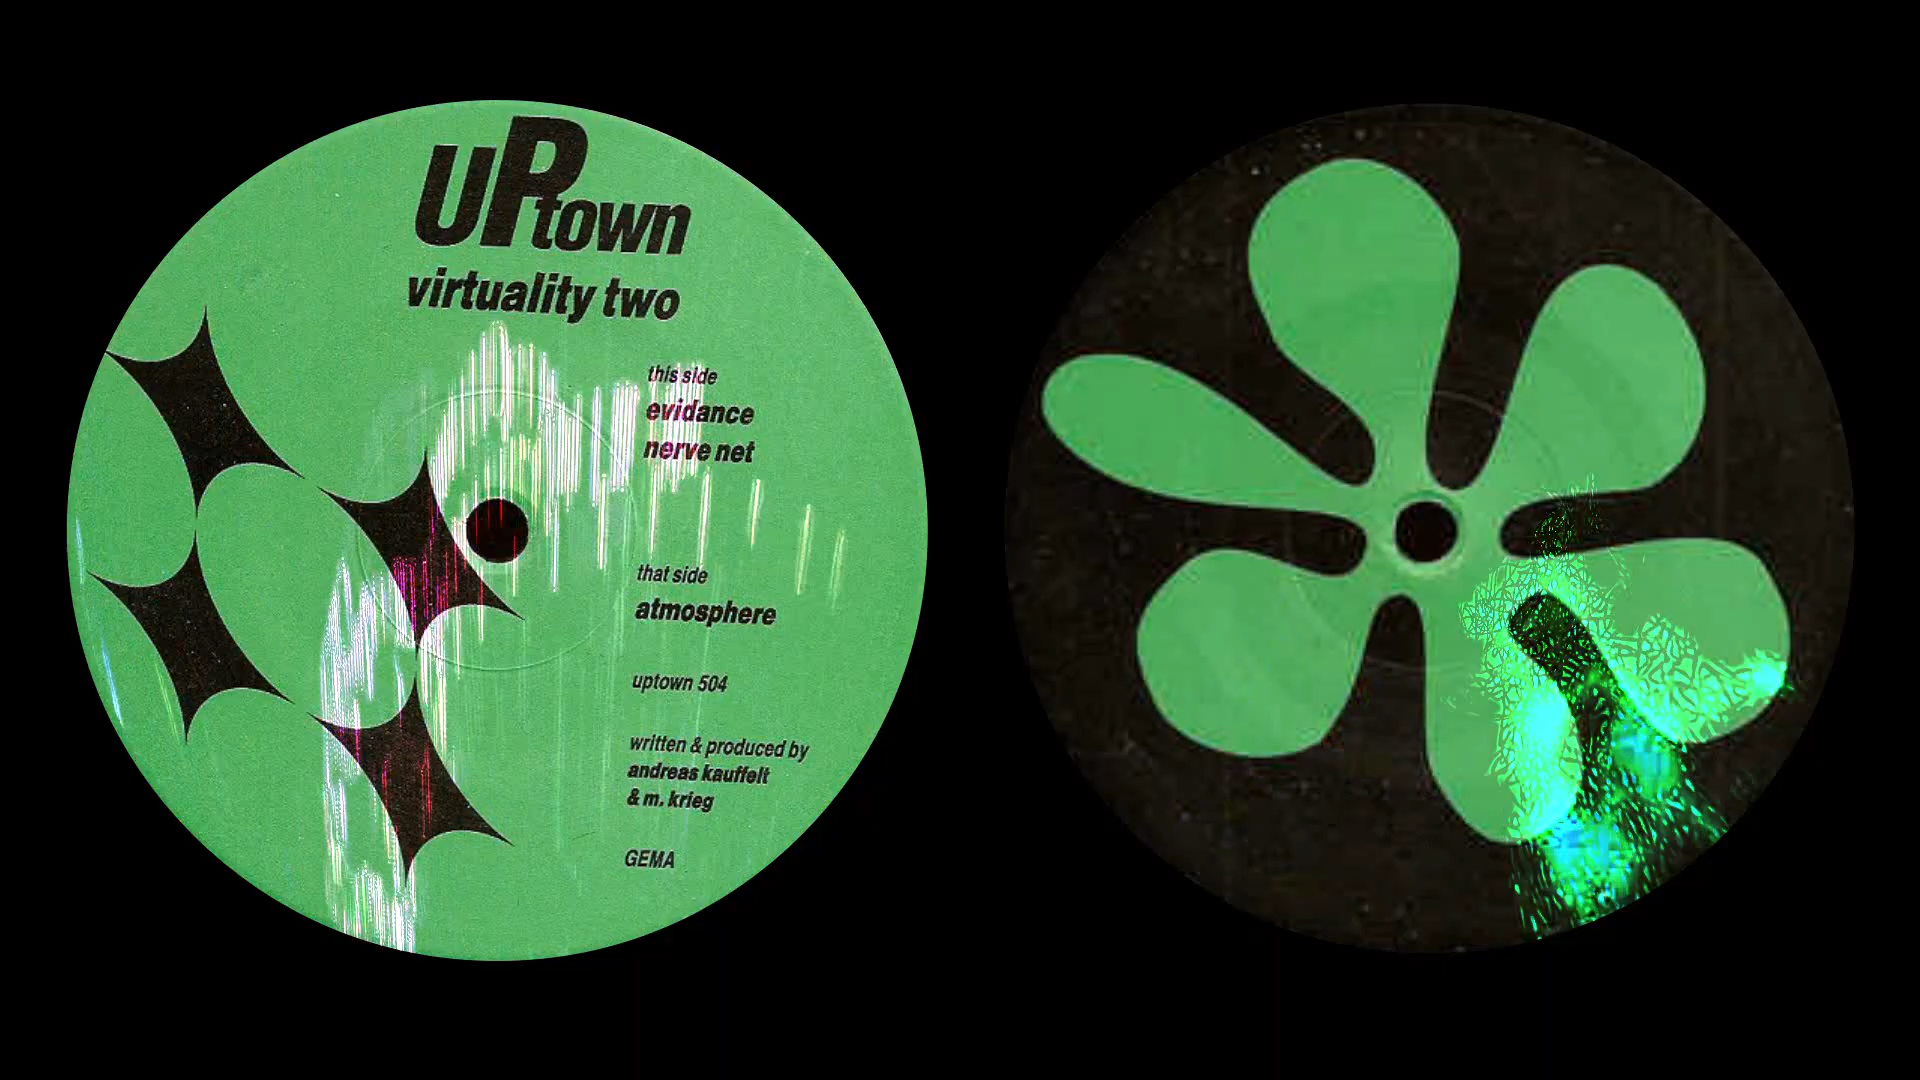 UPtown
virtuality two
this side
evidance
nerve net
that side
atmosphere
uptown 504
written & produced by
andreas kauffelt
& m. krieg
GEMA